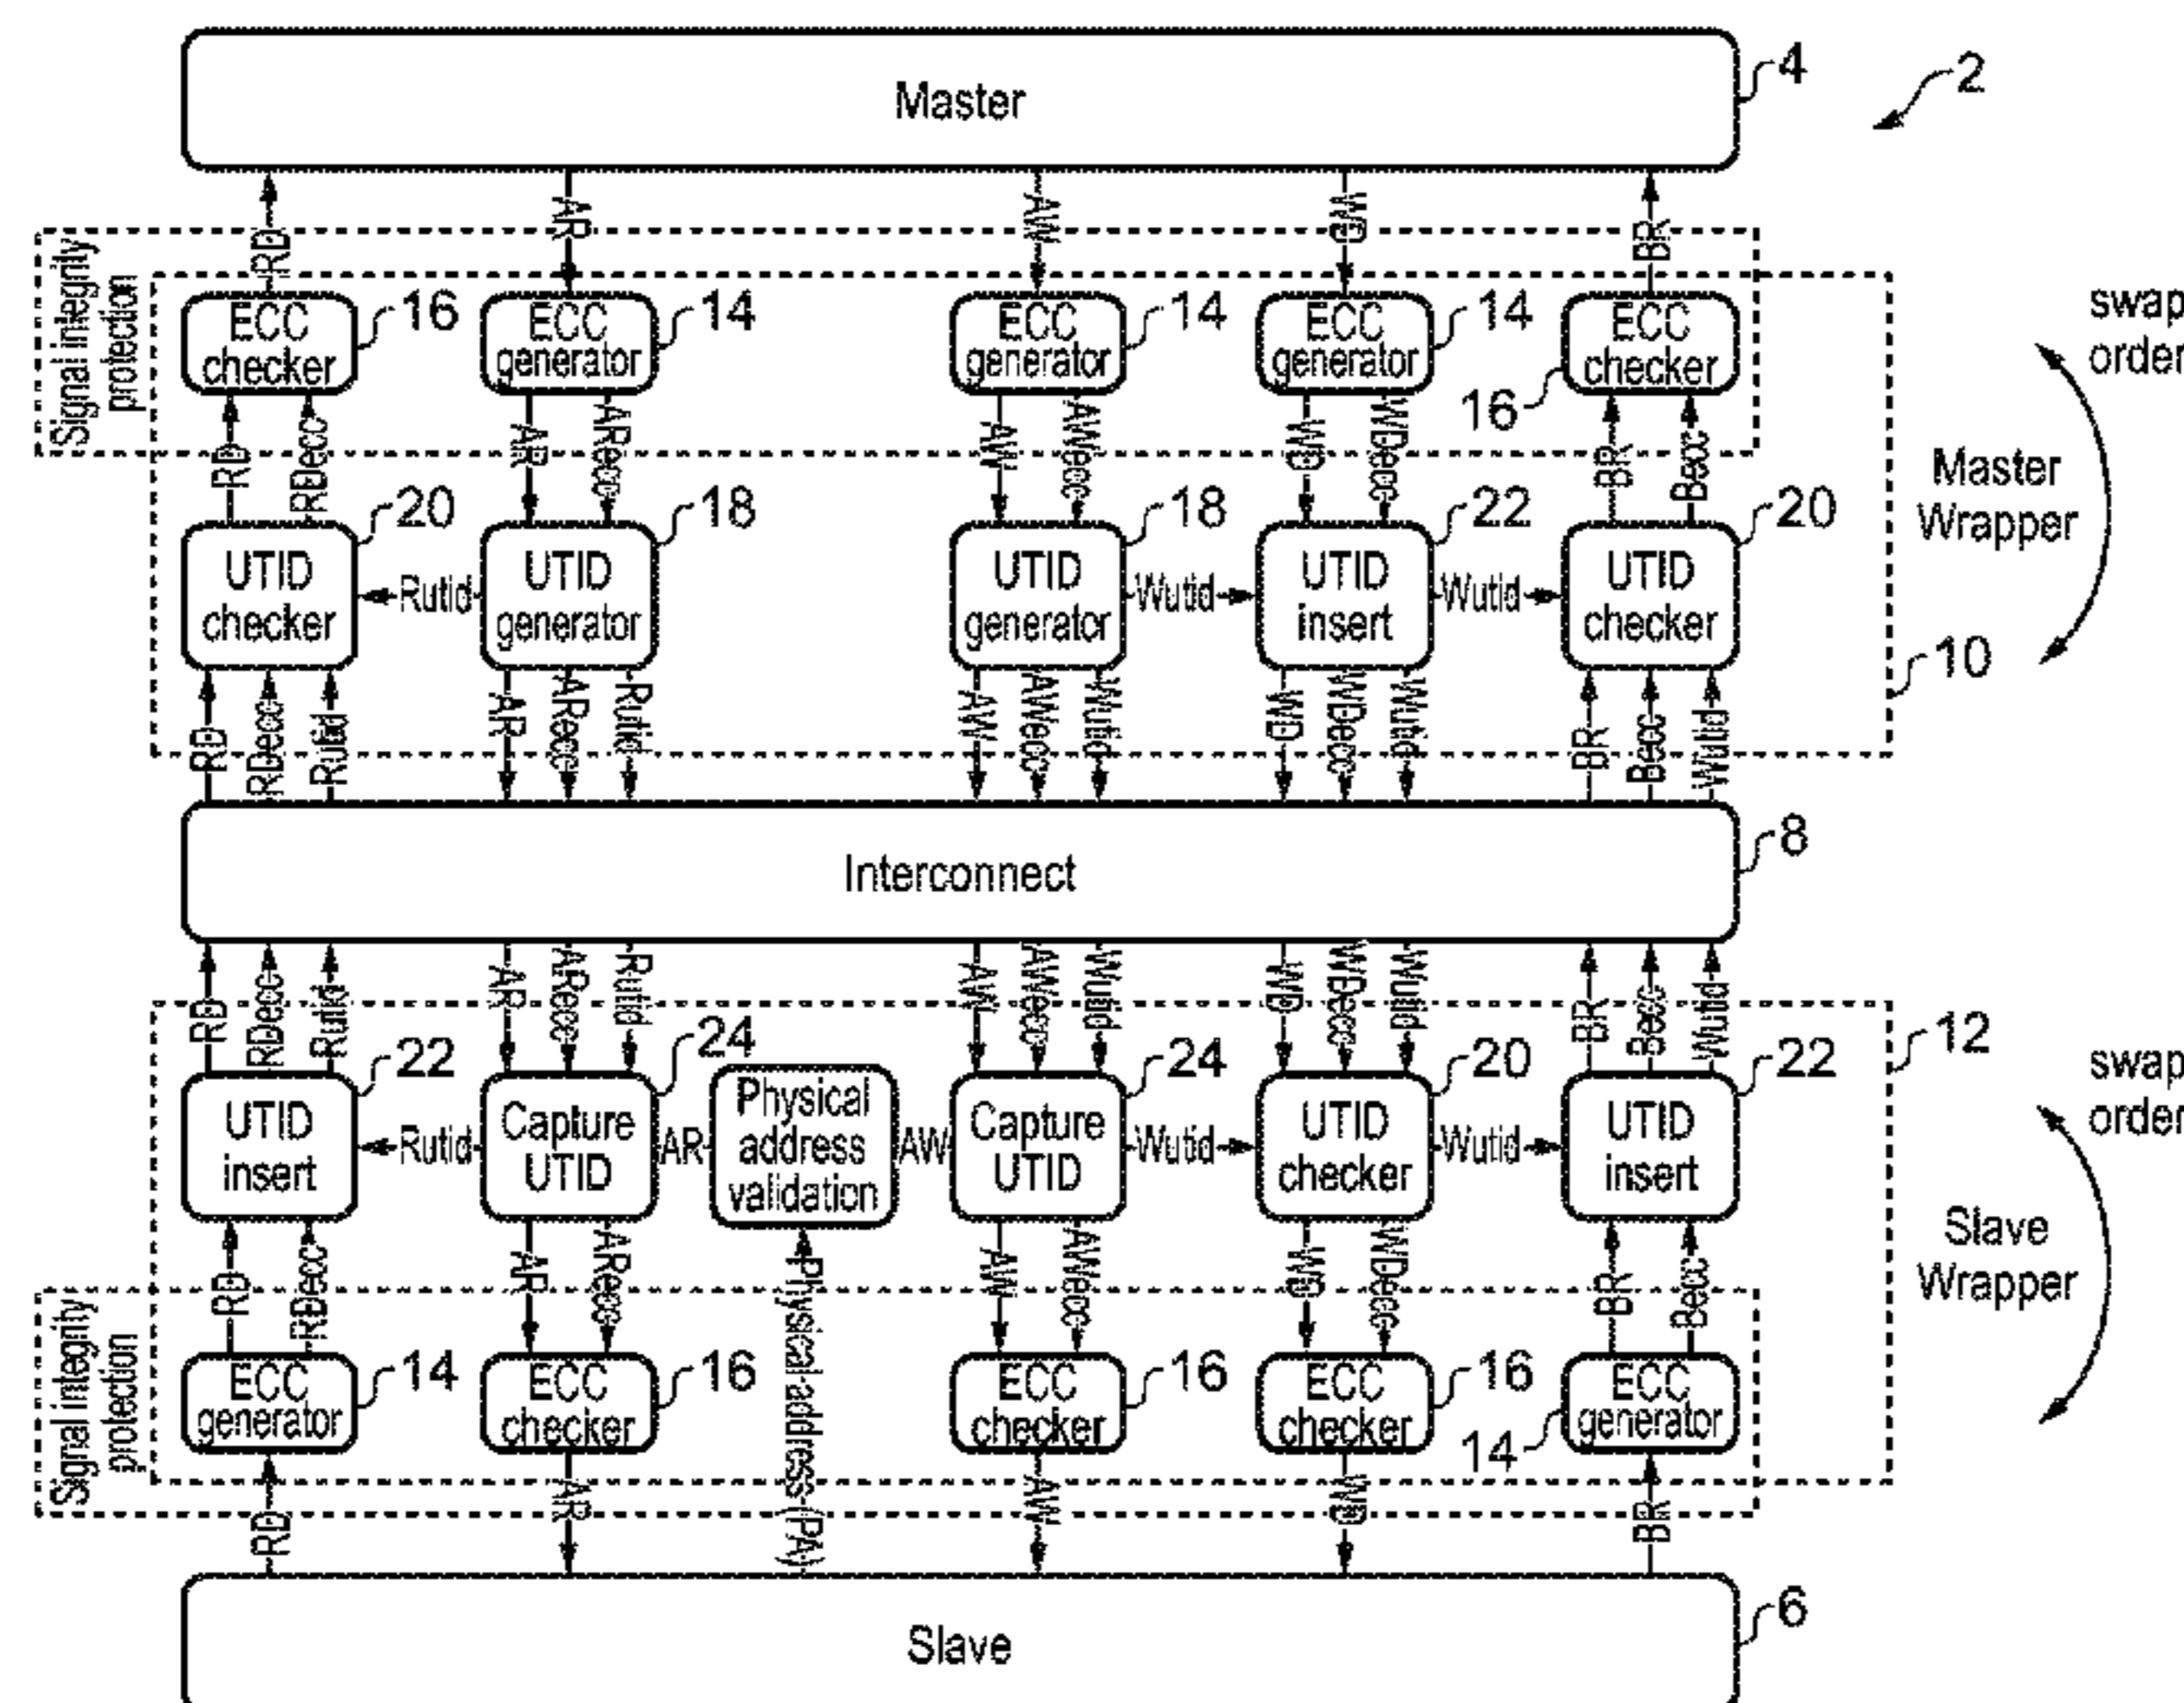 Master
4
2
RD
AR
AW
WD
BR
Signal integrity
protection
ECC
checker
16
ECC
generator
14
ECC
generator
14
ECC
generator
14
ECC
checker
16
swap
order
RD
RDecc
AR
ARecc
AW
AWecc
WD
WDecc
BR
Becc
Master
Wrapper
UTID
checker
20
Rutid
UTID
generator
18
UTID
generator
18
Wutid
UTID
insert
22
Wutid
UTID
checker
20
10
RD
RDecc
Rutid
AR
ARecc
Rutid
AW
AWecc
Wutid
WD
WDecc
Wutid
BR
Becc
Wutid
Interconnect
8
RD
RDecc
Rutid
AR
ARecc
Rutid
AW
AWecc
Wutid
WD
WDecc
Wutid
BR
Becc
Wutid
12
UTID
insert
22
Rutid
Capture
UTID
24
AR
Physical
address
validation
AW
Capture
UTID
24
Wutid
UTID
checker
20
Wutid
UTID
insert
22
swap
order
Slave
Wrapper
RD
RDecc
AR
ARecc
Physical-address-(PA)
AW
AWecc
WD
WDecc
BR
Becc
Signal integrity
protection
ECC
generator
14
ECC
checker
16
ECC
checker
16
ECC
checker
16
ECC
generator
14
RD
AR
AW
WD
BR
Slave
6